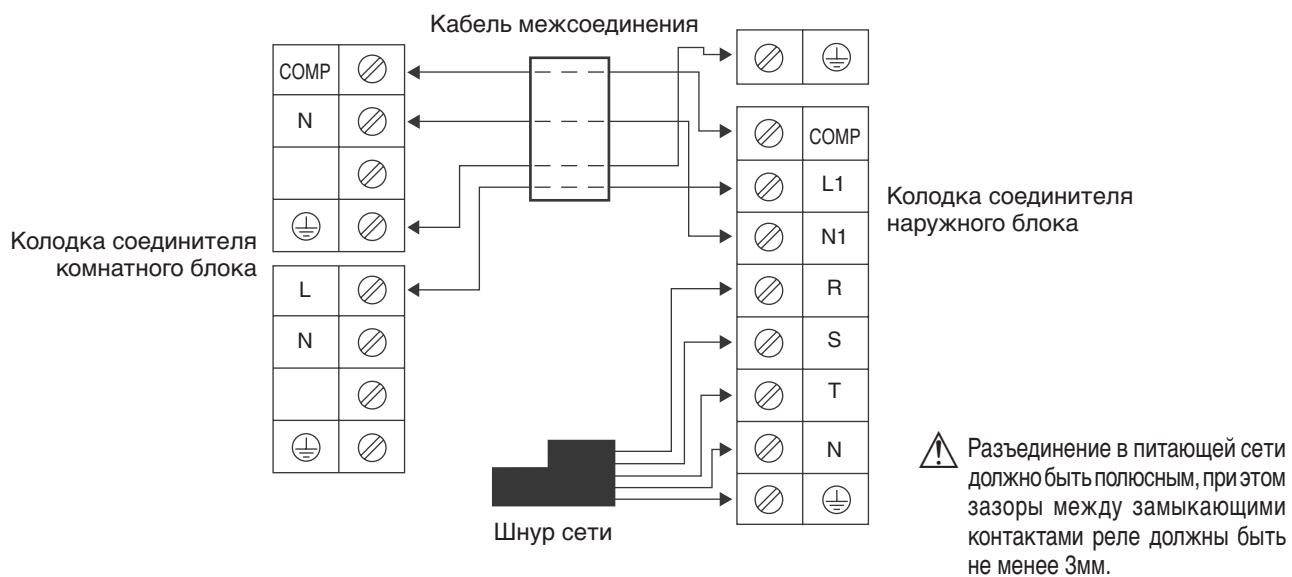 Кабель межсоединения
COMP
N
L
N
Колодка соединителя
комнатного блока
COMP
L1
N1
R
S
T
N
Колодка соединителя
наружного блока
Шнур сети
Разъединение в питающей сети
должно быть полюсным, при этом
зазоры между замыкающими
контактами реле должны быть
не менее 3мм.